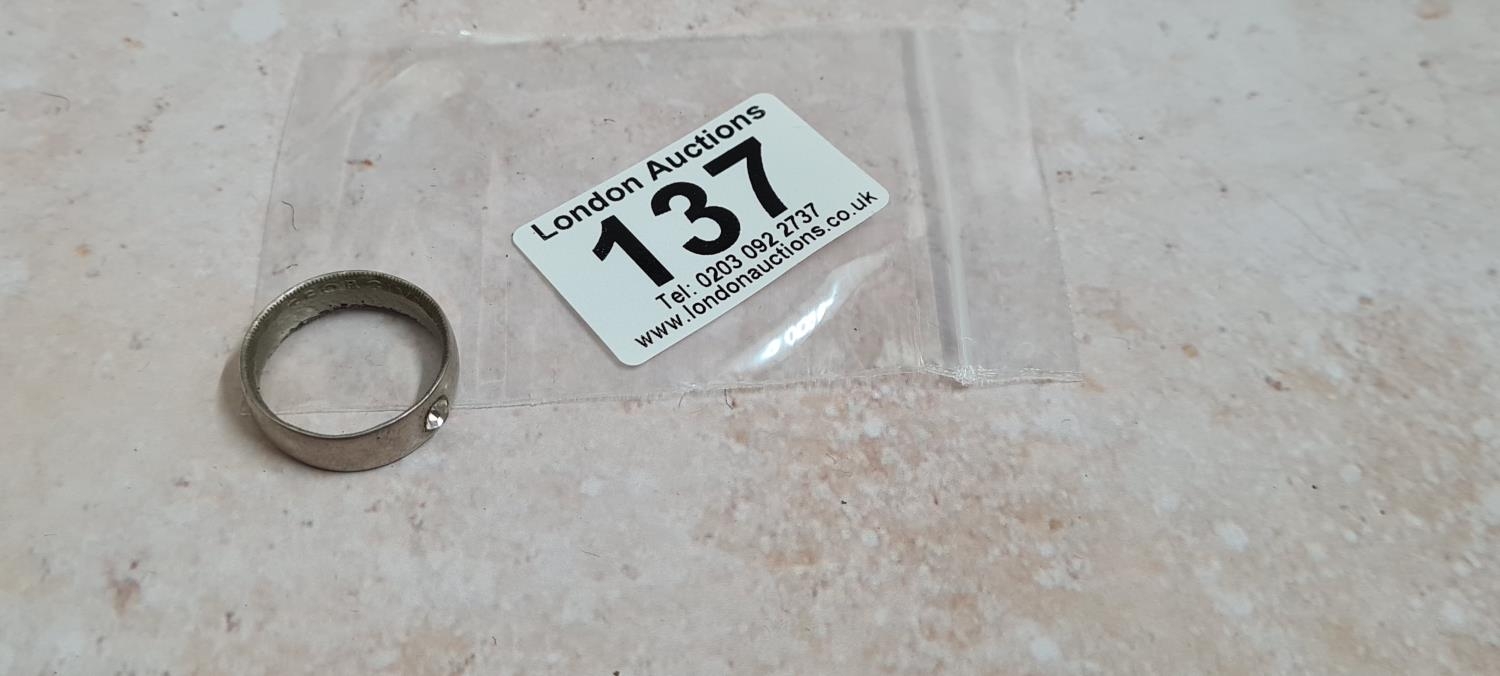 London Auctions
137
Tel: 0203 092 2737
www.londonauctions.co.uk